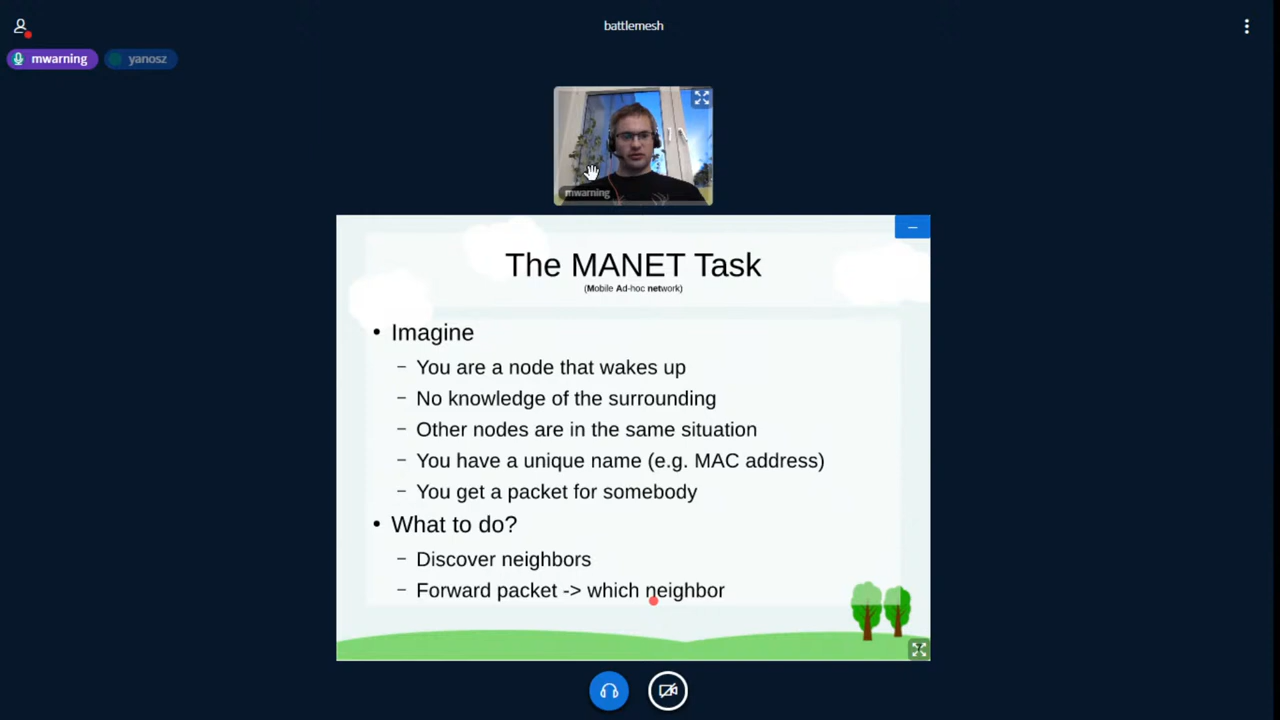 battlemesh
mwarning
yanosz
mwarning
The MANET Task
(Mobile Ad-hoc network)
• Imagine
– You are a node that wakes up
– No knowledge of the surrounding
– Other nodes are in the same situation
– You have a unique name (e.g. MAC address)
– You get a packet for somebody
• What to do?
– Discover neighbors
– Forward packet -> which neighbor